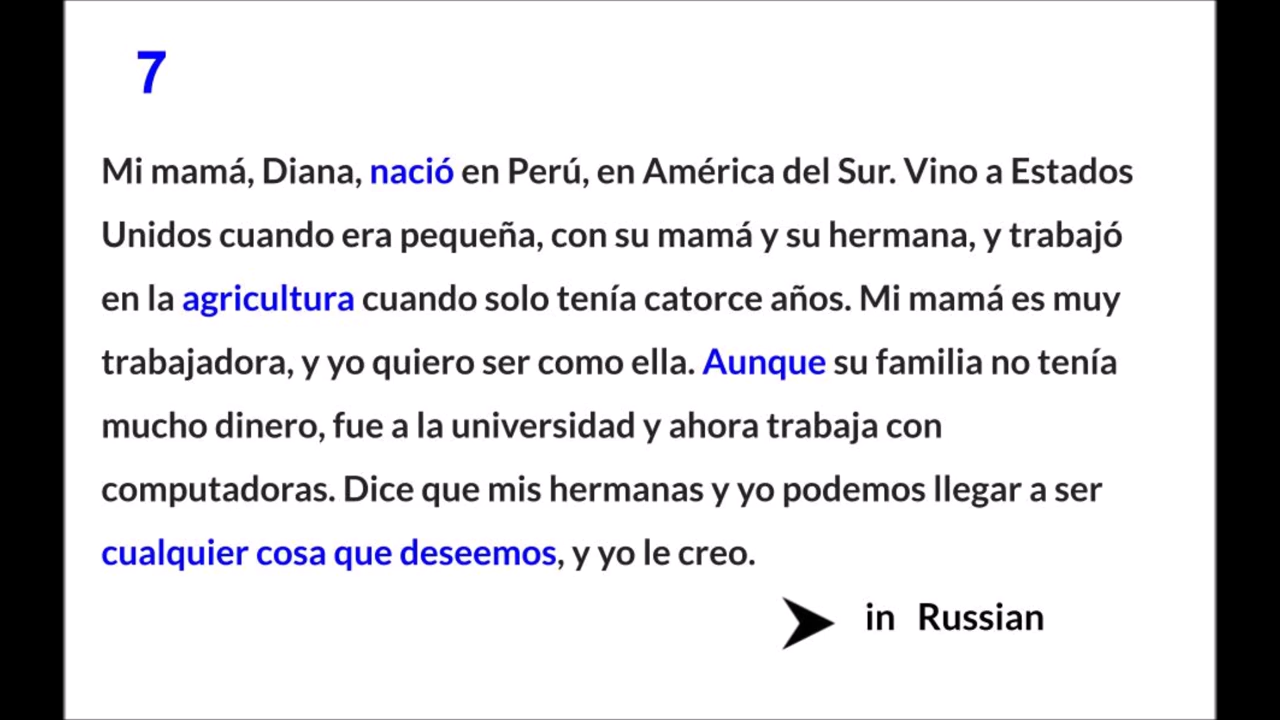 7
Mi mamá, Diana, nació en Perú, en América del Sur. Vino a Estados
Unidos cuando era pequeña, con su mamá y su hermana, y trabajó
en la agricultura cuando solo tenía catorce años. Mi mamá es muy
trabajadora, y yo quiero ser como ella. Aunque su familia no tenía
mucho dinero, fue a la universidad y ahora trabaja con
computadoras. Dice que mis hermanas y yo podemos llegar a ser
cualquier cosa que deseemos, y yo le creo.
in Russian